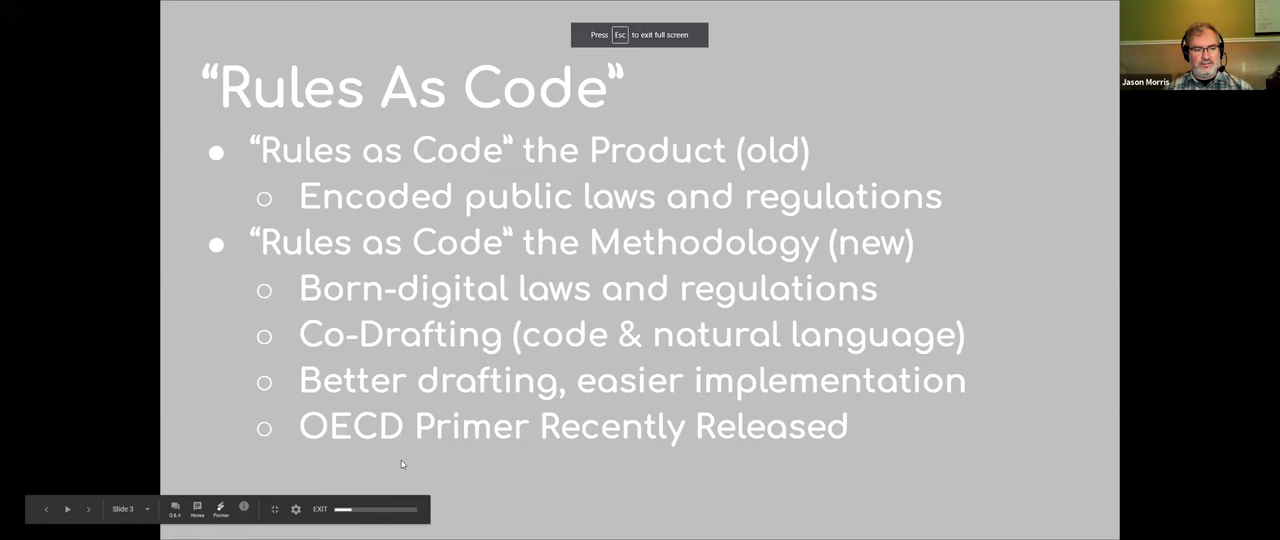 Press Esc to exit full screen
"Rules As Code"
Jason Morris
● "Rules as Code" the Product (old)
○ Encoded public laws and regulations
● "Rules as Code" the Methodology (new)
○ Born-digital laws and regulations
○ Co-Drafting (code & natural language)
○ Better drafting, easier implementation
○ OECD Primer Recently Released
Slide 3
Q & A
Notes
Pointer
EXIT